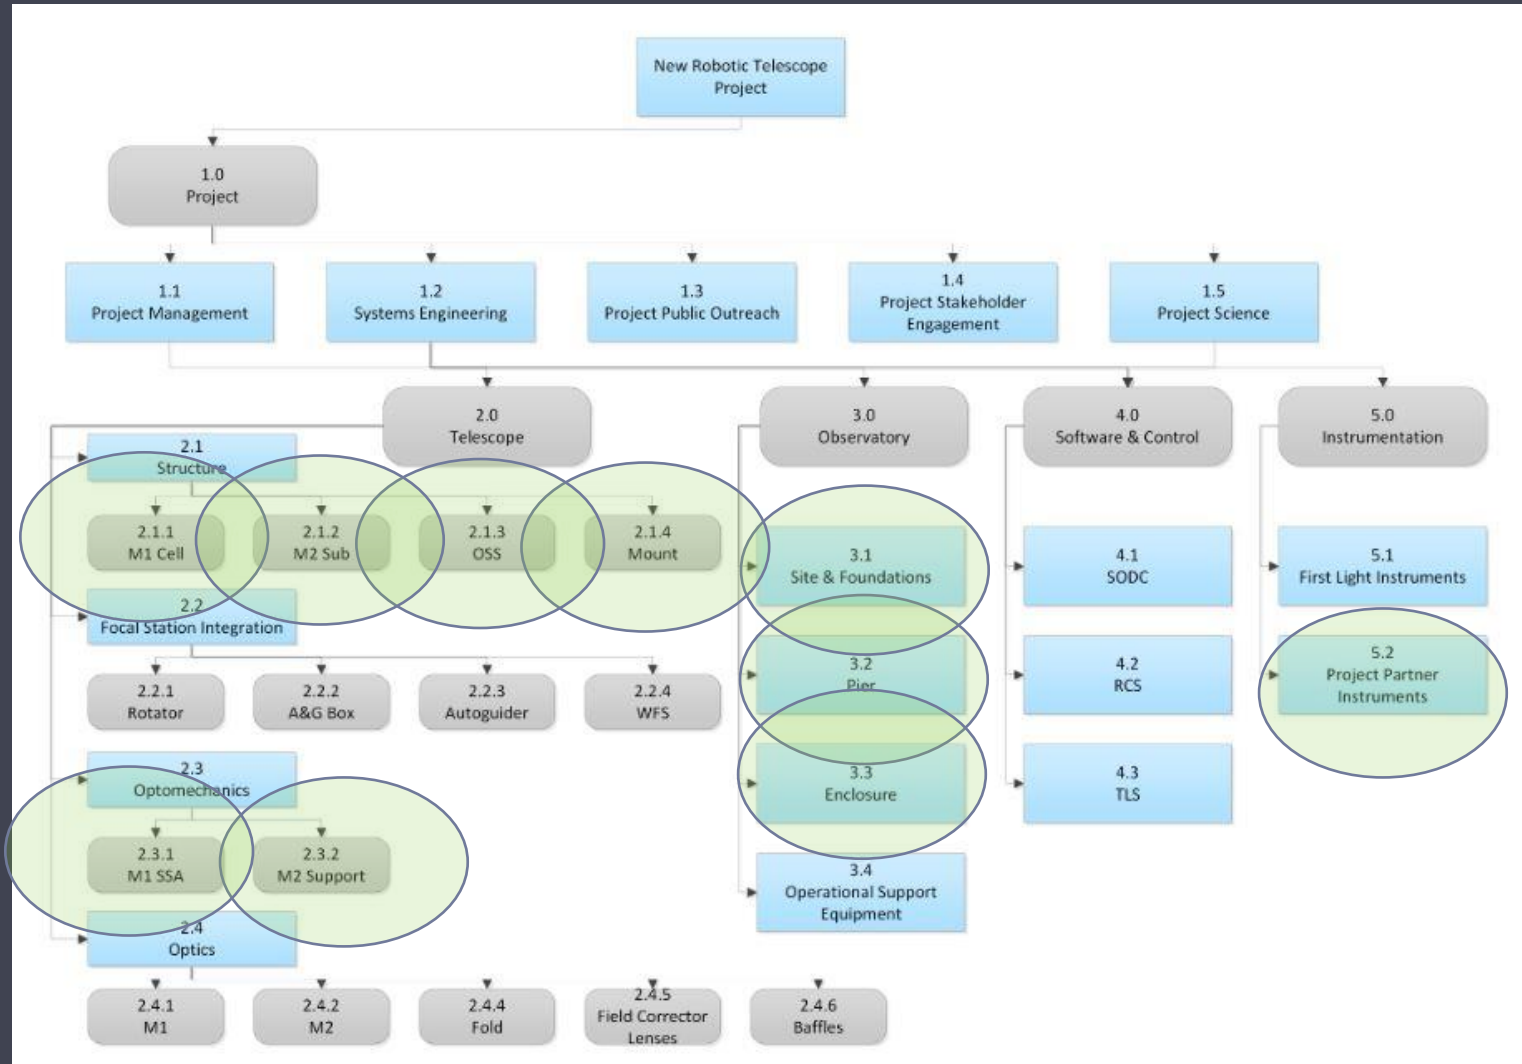 New Robotic Telescope
Project
1.0
Project
1.1
Project Management
1.2
Systems Engineering
1.3
Project Public Outreach
1.4
Project Stakeholder
Engagement
1.5
Project Science
2.0
Telescope
2.1
Structure
2.1.1
M1 Cell
2.1.2
M2 Sub
2.1.3
OSS
2.1.4
Mount
2.2
Focal Station Integration
2.2.1
Rotator
2.2.2
A&G Box
2.2.3
Autoguider
2.2.4
WFS
2.3
Optomechanics
2.3.1
M1 SSA
2.3.2
M2 Support
2.4
Optics
2.4.1
M1
2.4.2
M2
2.4.4
Fold
2.4.5
Field Corrector
Lenses
2.4.6
Baffles
3.0
Observatory
3.1
Site & Foundations
3.2
Pier
3.3
Enclosure
3.4
Operational Support
Equipment
4.0
Software & Control
4.1
SODC
4.2
RCS
4.3
TLS
5.0
Instrumentation
5.1
First Light Instruments
5.2
Project Partner
Instruments